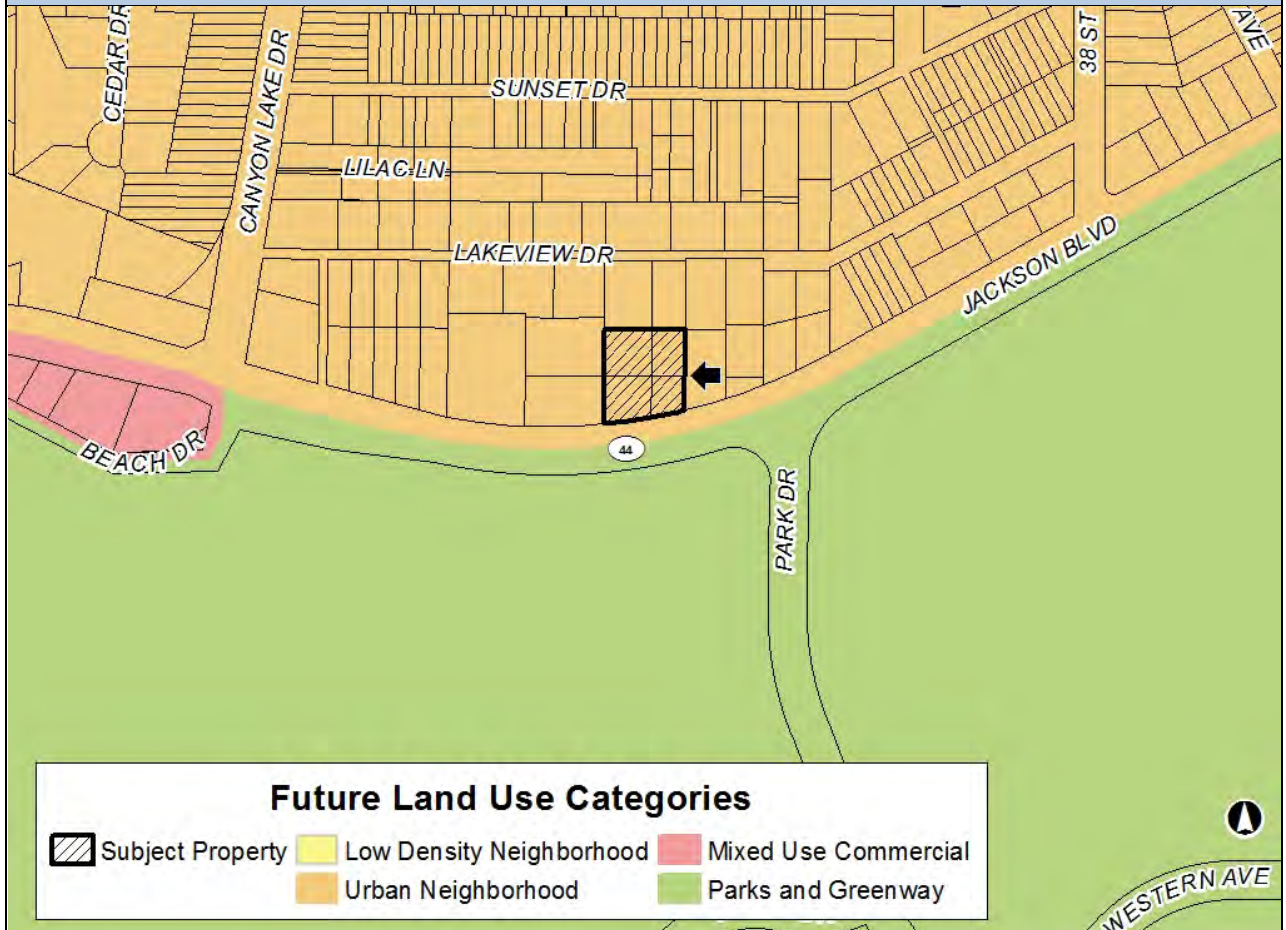 CEDAR DR
CANYON LAKE DR
SUNSET DR
38 ST
AVE
LILAC LN
LAKEVIEW DR
JACKSON BLVD
BEACH DR
44
PARK DR
Future Land Use Categories
Subject Property
Low Density Neighborhood
Mixed Use Commercial
Urban Neighborhood
Parks and Greenway
WESTERN AVE